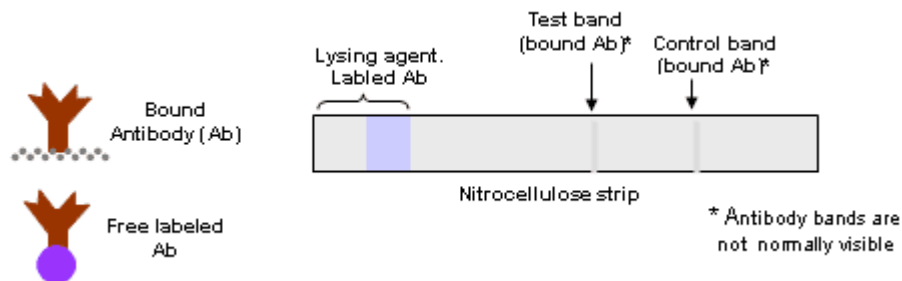 Test band
(bound Ab)*
Control band
(bound Ab)*
Lysing agent.
Labled Ab
Bound
Antibody (Ab)
Nitrocellulose strip
Free labeled
Ab
* Antibody bands are
not normally visible